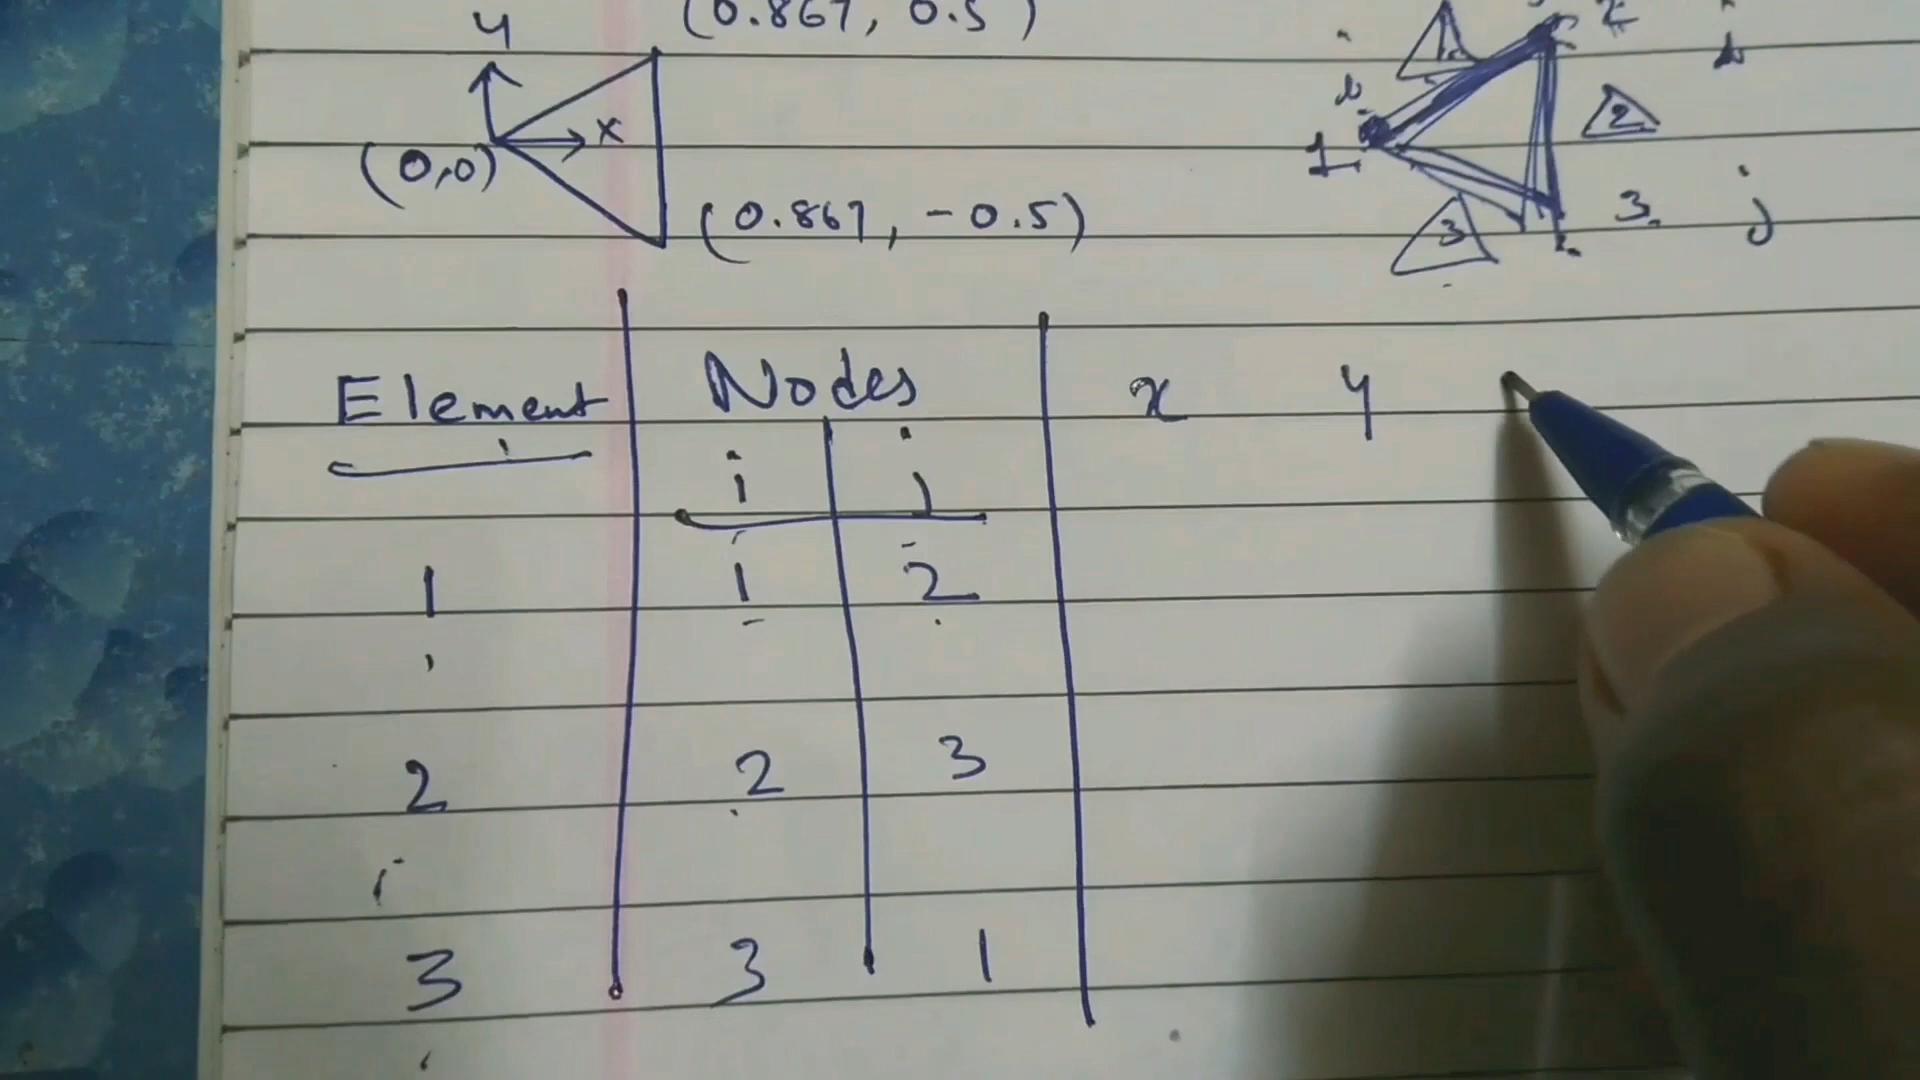 (0.867, 0.5)
y
x
(0,0)
(0.867, -0.5)
1
2
1
2
3
3
i
j
Element Nodes x y
i j
1 1 2
2 2 3
3 3 1